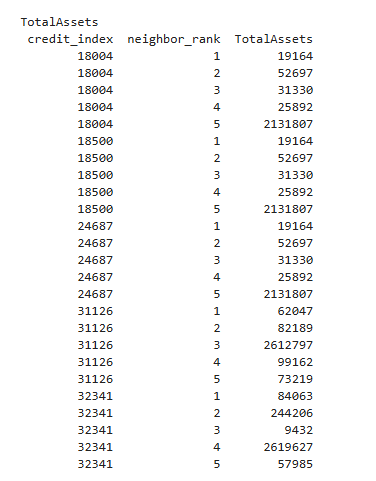 TotalAssets
credit_index neighbor_rank TotalAssets
18004 1 19164
18004 2 52697
18004 3 31330
18004 4 25892
18004 5 2131807
18500 1 19164
18500 2 52697
18500 3 31330
18500 4 25892
18500 5 2131807
24687 1 19164
24687 2 52697
24687 3 31330
24687 4 25892
24687 5 2131807
31126 1 62047
31126 2 82189
31126 3 2612797
31126 4 99162
31126 5 73219
32341 1 84063
32341 2 244206
32341 3 9432
32341 4 2619627
32341 5 57985